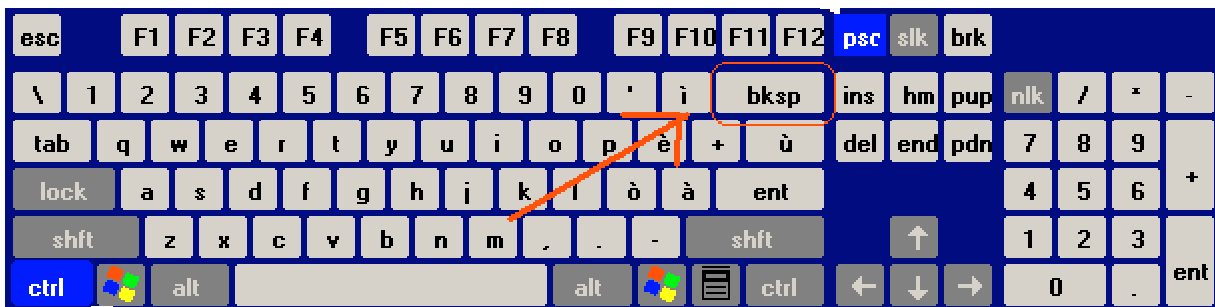 esc F1 F2 F3 F4 F5 F6 F7 F8 F9 F10 F11 F12 psc slk brk
\ 1 2 3 4 5 6 7 8 9 0 ' ì bksp ins hm pup nlk / * -
tab q w e r t y u i o p è + ù del end pdn 7 8 9 +
lock a s d f g h j k l ò à ent 4 5 6
shft z x c v b n m , . - shft ↑ 1 2 3 ent
ctrl alt alt ctrl ← ↓ → 0 .